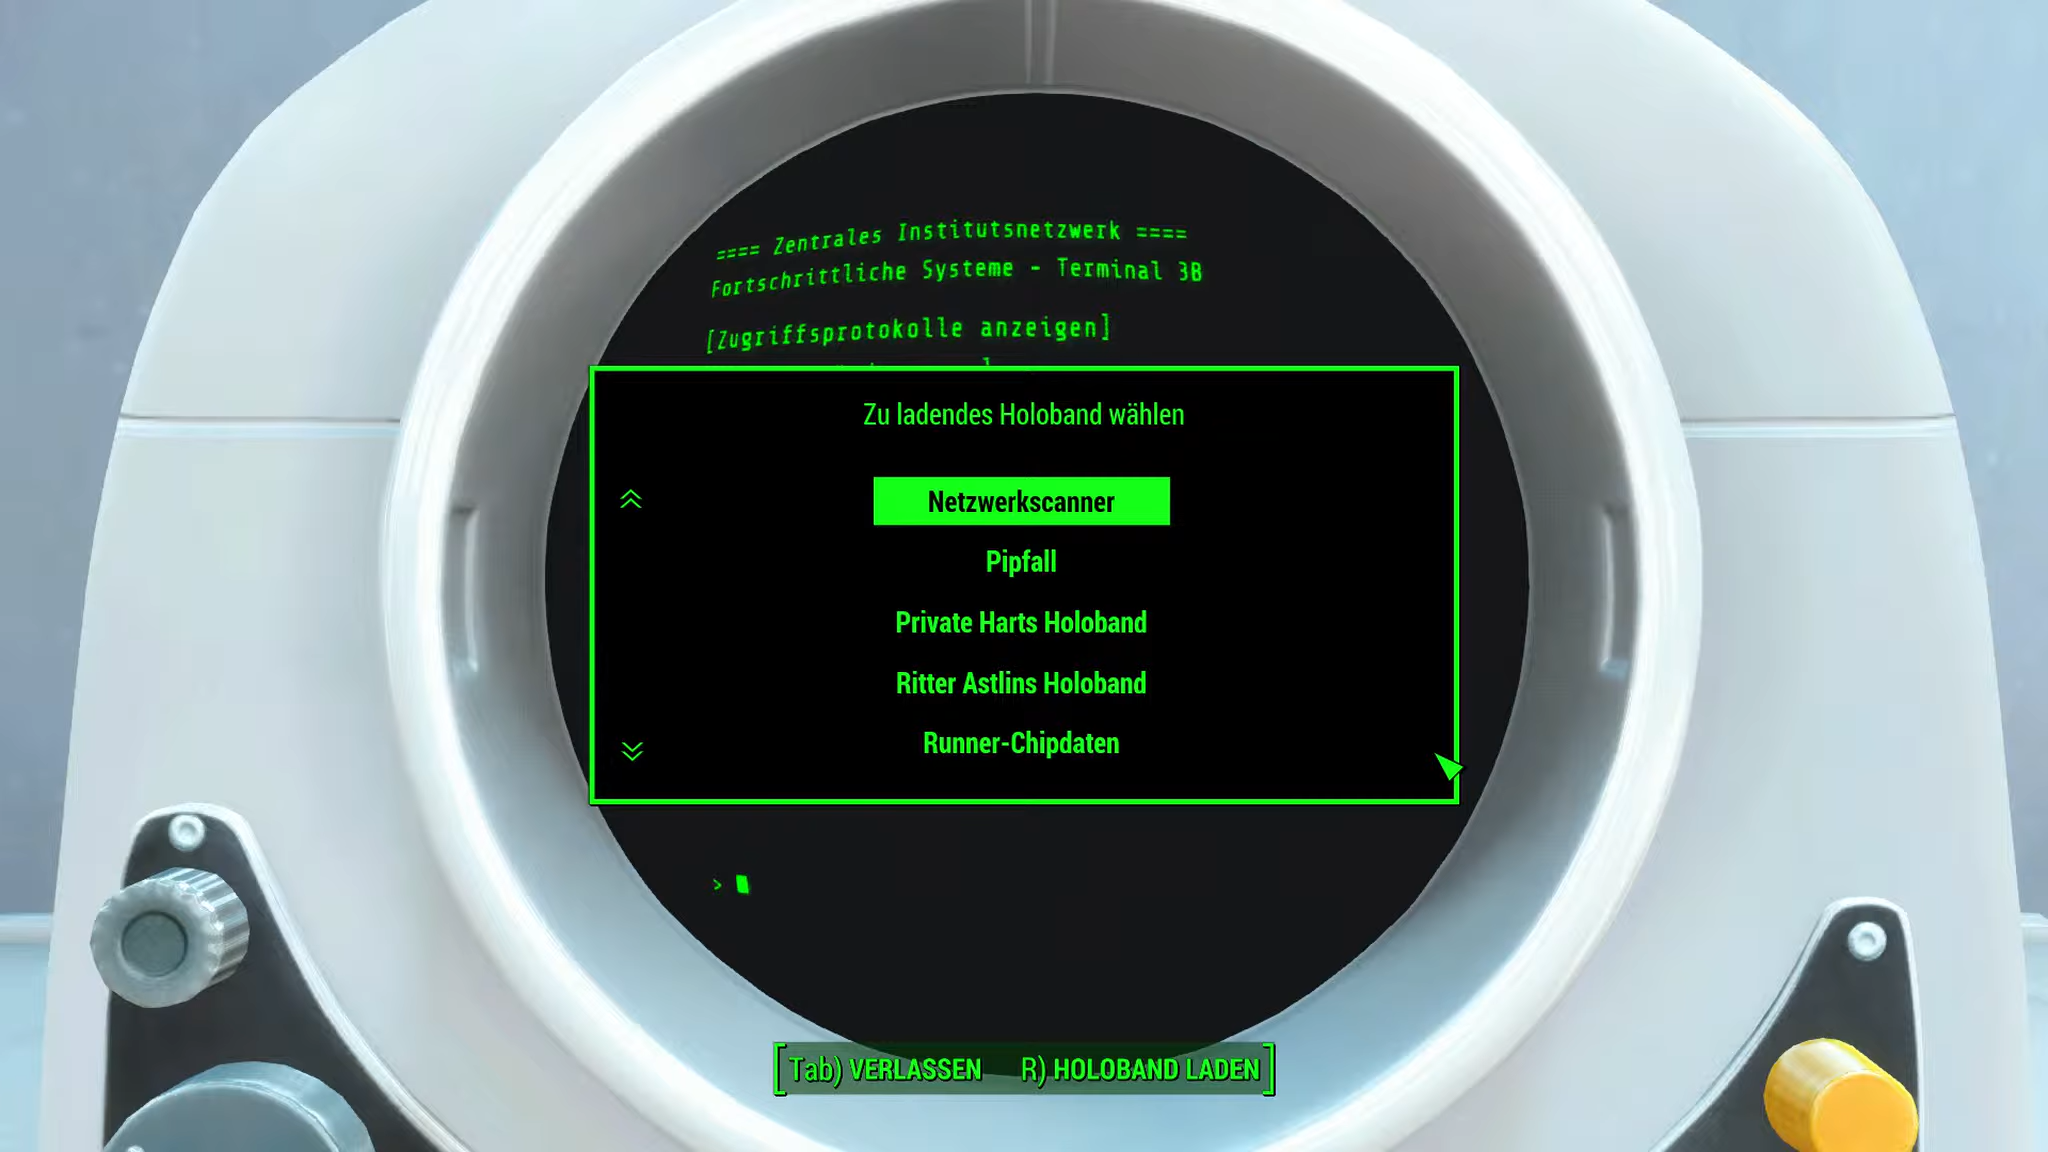 ==== Zentrales Institutsnetzwerk ====
Fortschrittliche Systeme - Terminal 3B
[Zugriffsprotokolle anzeigen]
Zu ladendes Holoband wählen
Netzwerkscanner
Pipfall
Private Harts Holoband
Ritter Astlins Holoband
Runner-Chipdaten
>
[Tab) VERLASSEN R) HOLOBAND LADEN]